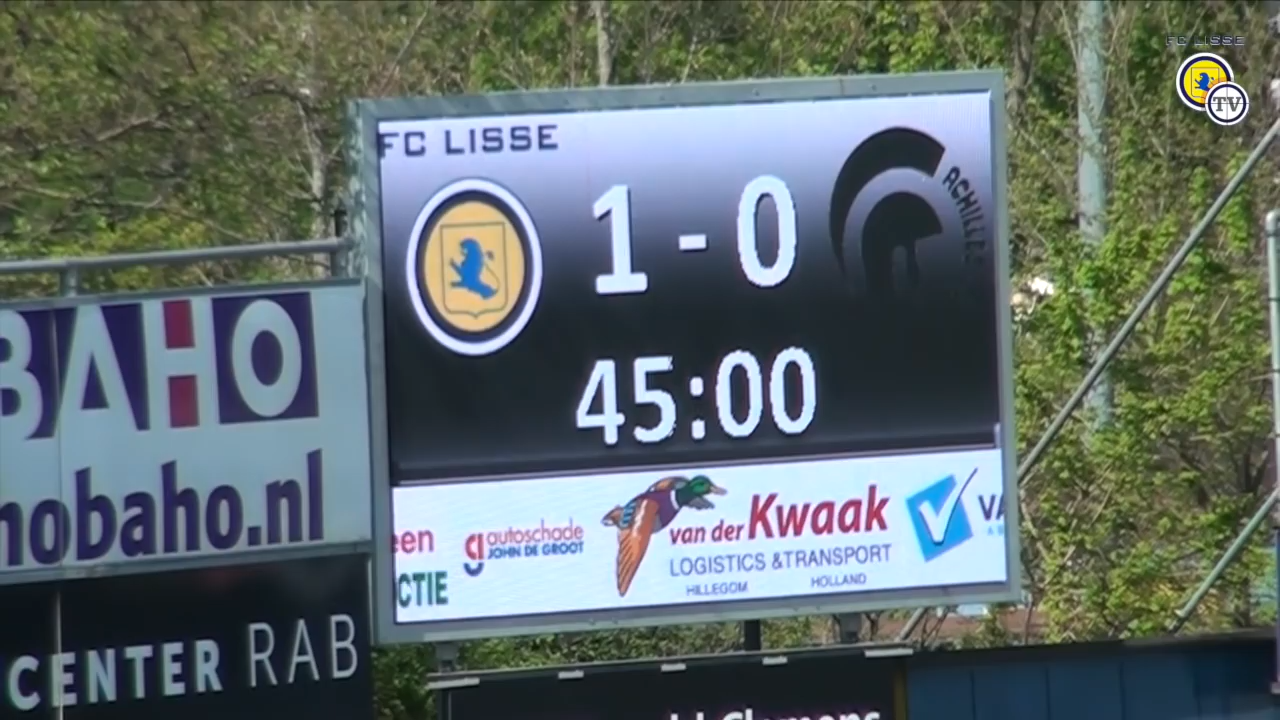 FC LISSE
TV
FC LISSE
1 - 0
45:00
een
CTIE
autoschade
JOHN DE GROOT
van der Kwaak
LOGISTICS & TRANSPORT
HILLEGOM HOLLAND
VA
BAHO
nobaho.nl
CENTER RAB